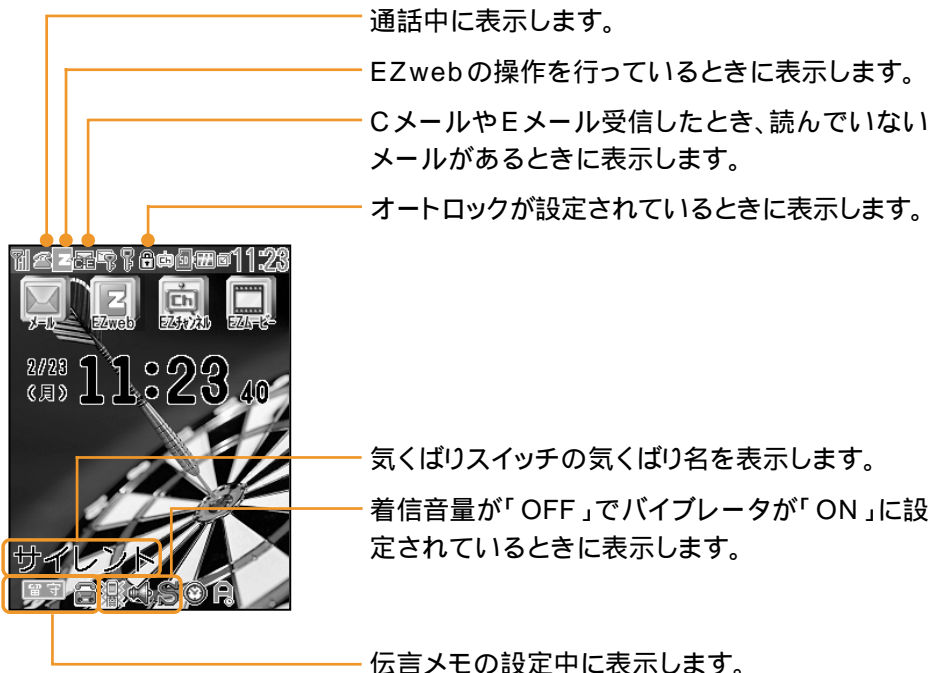 通話中に表示します。
EZwebの操作を行っているときに表示します。
CメールやEメール受信したとき、読んでいない
メールがあるときに表示します。
オートロックが設定されているときに表示します。
Z C.E SD 11:23
メール EZweb EZチャンネル EZムービー
2/23
(月) 11:23 40
気くばりスイッチの気くばり名を表示します。
着信音量が「OFF」でバイブレータが「ON」に設
定されているときに表示します。
サイレント
留守 S A
伝言メモの設定中に表示します。